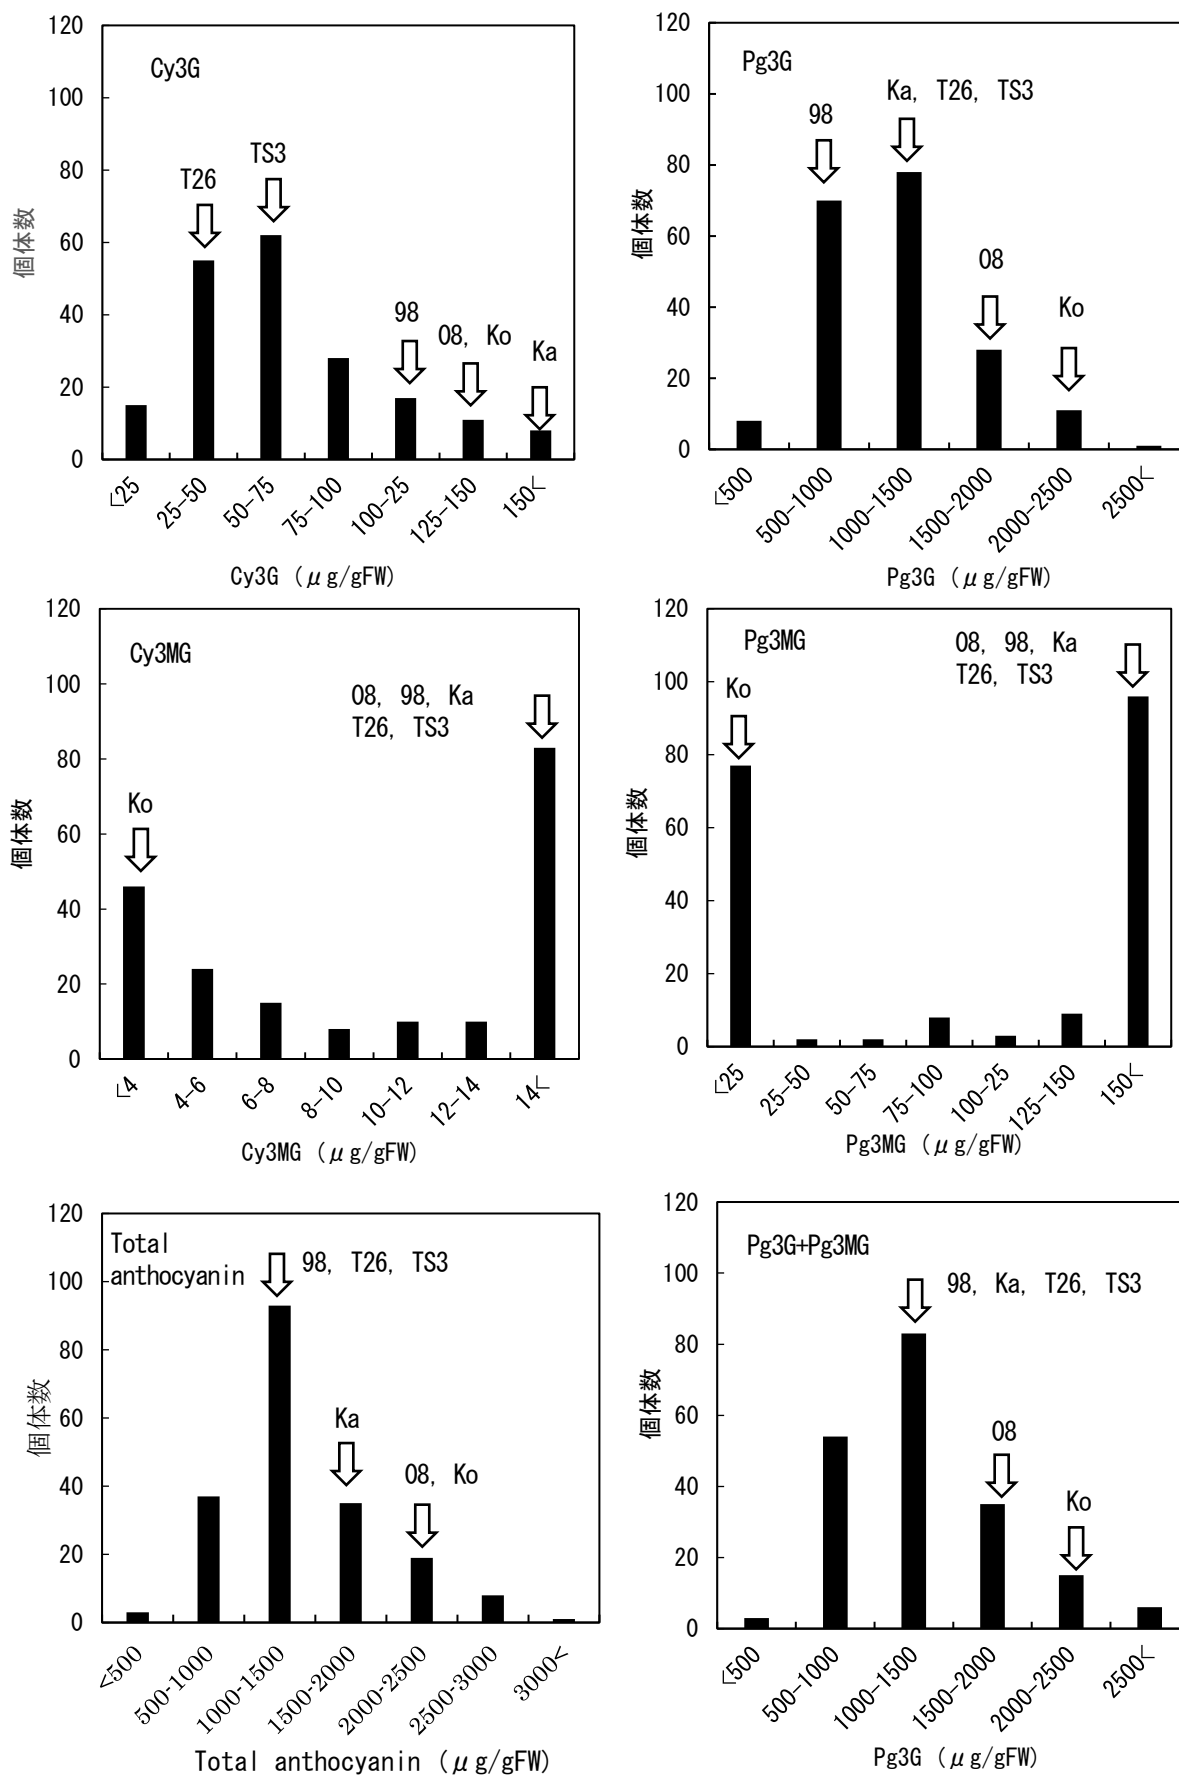 Cy3G
120
100
80
60
40
20
0
個体数
T26
TS3
98
08, Ko
Ka
≤25
25-50
50-75
75-100
100-25
125-150
150<
Cy3G (μg/gFW)
Pg3G
120
100
80
60
40
20
0
個体数
98
Ka, T26, TS3
08
Ko
≤500
500-1000
1000-1500
1500-2000
2000-2500
2500<
Pg3G (μg/gFW)
Cy3MG
120
100
80
60
40
20
0
個体数
Ko
08, 98, Ka
T26, TS3
≤4
4-6
6-8
8-10
10-12
12-14
14<
Cy3MG (μg/gFW)
Pg3MG
120
100
80
60
40
20
0
個体数
Ko
08, 98, Ka
T26, TS3
≤25
25-50
50-75
75-100
100-25
125-150
150<
Pg3MG (μg/gFW)
Total
anthocyanin
120
100
80
60
40
20
0
個体数
98, T26, TS3
Ka
08, Ko
<500
500-1000
1000-1500
1500-2000
2000-2500
2500-3000
3000<
Total anthocyanin (μg/gFW)
Pg3G+Pg3MG
120
100
80
60
40
20
0
個体数
98, Ka, T26, TS3
08
Ko
≤500
500-1000
1000-1500
1500-2000
2000-2500
2500<
Pg3G (μg/gFW)